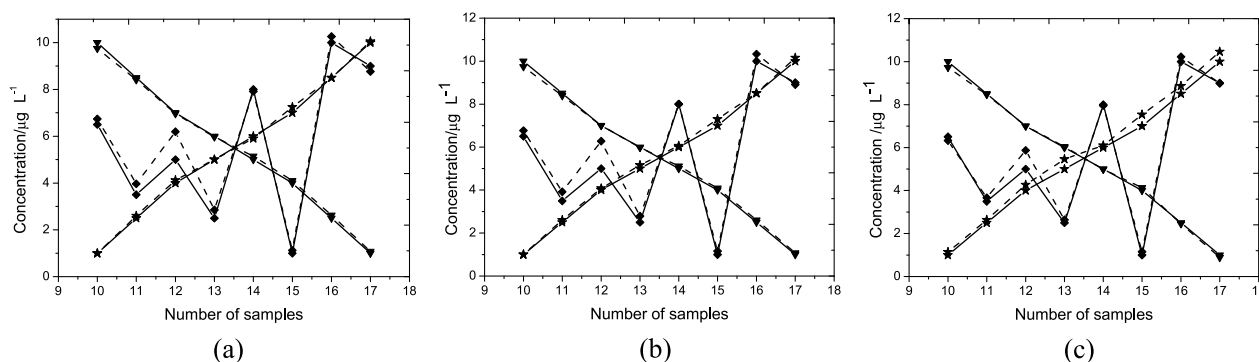 Concentration/µg L⁻¹
10
8
6
4
2
0
9 10 11 12 13 14 15 16 17 18
Number of samples
(a)
Concentration/µg L⁻¹
12
10
8
6
4
2
0
9 10 11 12 13 14 15 16 17 18
Number of samples
(b)
Concentration /µg L⁻¹
12
10
8
6
4
2
0
9 10 11 12 13 14 15 16 17 1
Number of samples
(c)